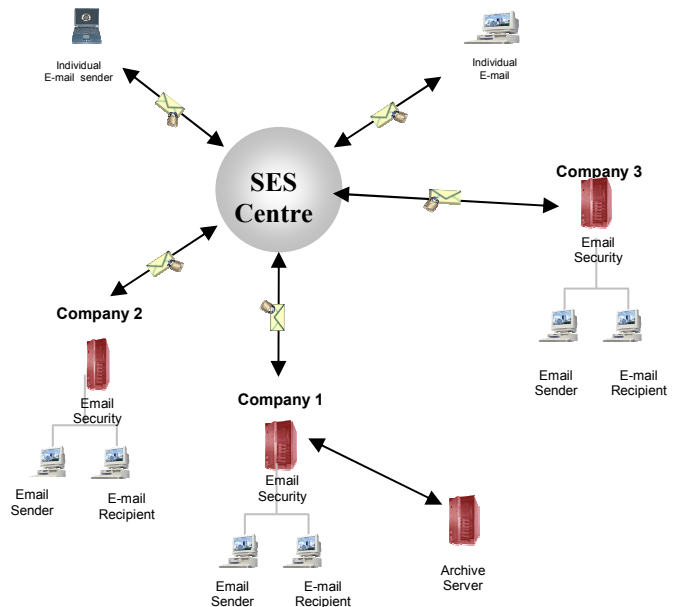 Individual
E-mail sender
Individual
E-mail
SES
Centre
Company 3
Email
Security
Email
Sender
E-mail
Recipient
Company 2
Email
Security
Email
Sender
E-mail
Recipient
Company 1
Email
Security
Email
Sender
E-mail
Recipient
Archive
Server